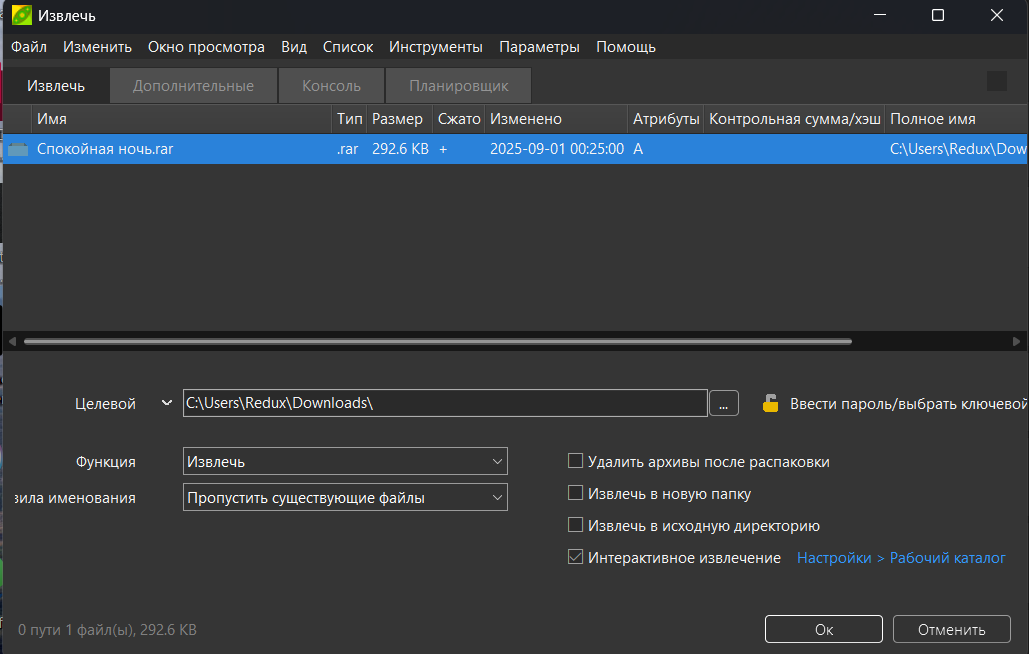 Извлечь
Файл Изменить Окно просмотра Вид Список Инструменты Параметры Помощь
Извлечь Дополнительные Консоль Планировщик
Имя Тип Размер Сжато Изменено Атрибуты Контрольная сумма/хэш Полное имя
Спокойная ночь.rar .rar 292.6 KB + 2025-09-01 00:25:00 A C:\Users\Redux\Dow
Целевой C:\Users\Redux\Downloads\ ... Ввести пароль/выбрать ключевой
Функция Извлечь Удалить архивы после распаковки
вила именования Пропустить существующие файлы Извлечь в новую папку
Извлечь в исходную директорию
Интерактивное извлечение Настройки > Рабочий каталог
0 пути 1 файл(ы), 292.6 KB Ок Отменить